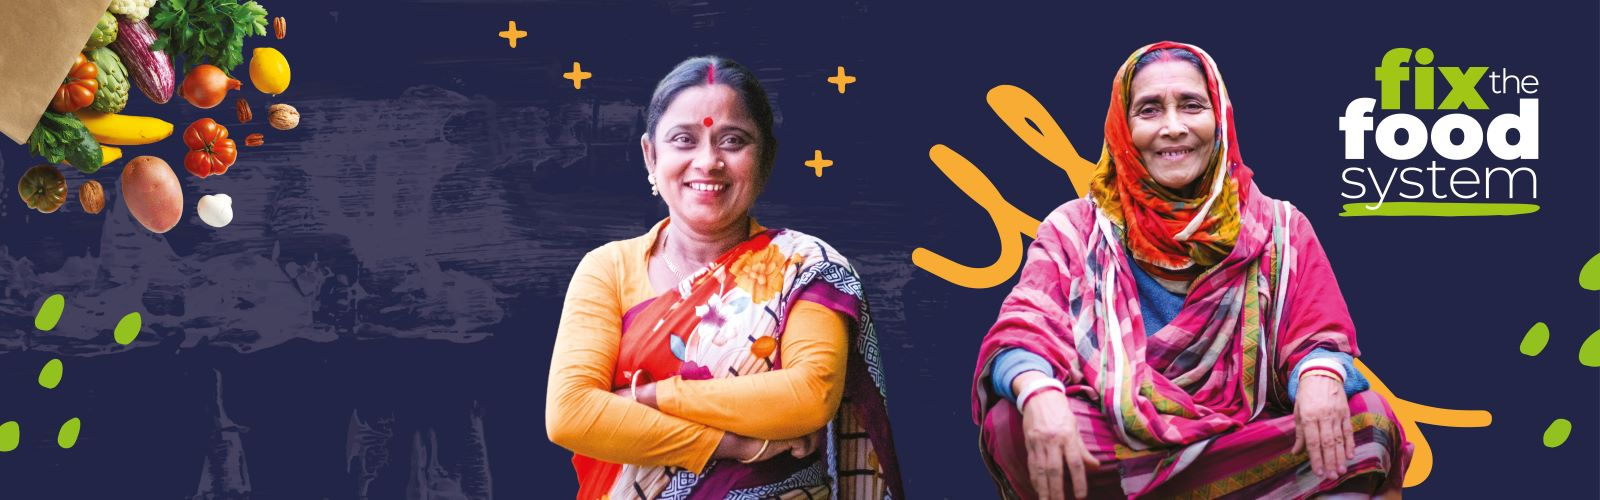 fix the
food
system